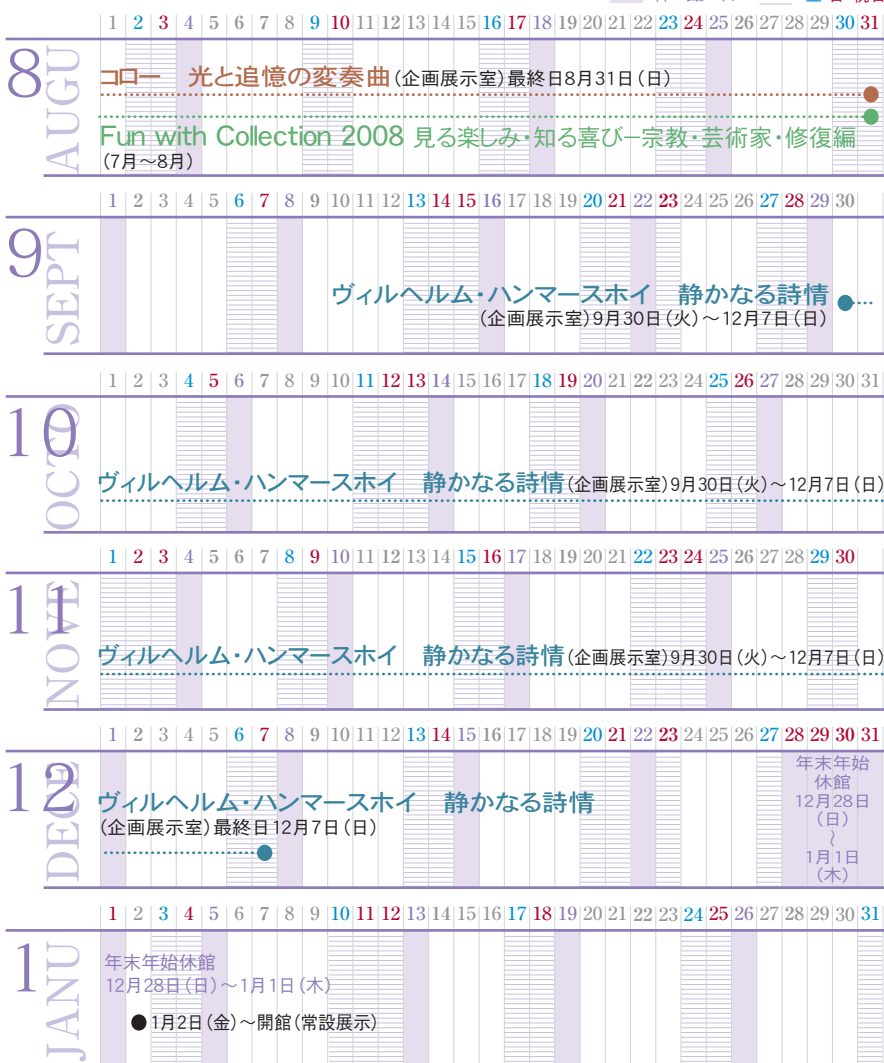 1 2 3 4 5 6 7 8 9 10 11 12 13 14 15 16 17 18 19 20 21 22 23 24 25 26 27 28 29 30 31
8
AUGU
コロー 光と追憶の変奏曲(企画展示室)最終日8月31日(日)
Fun with Collection 2008 見る楽しみ・知る喜びー宗教・芸術家・修復編
(7月〜8月)
1 2 3 4 5 6 7 8 9 10 11 12 13 14 15 16 17 18 19 20 21 22 23 24 25 26 27 28 29 30
9
SEPT
ヴィルヘルム・ハンマースホイ 静かなる詩情
(企画展示室)9月30日(火)〜12月7日(日)
1 2 3 4 5 6 7 8 9 10 11 12 13 14 15 16 17 18 19 20 21 22 23 24 25 26 27 28 29 30 31
10
OCTO
ヴィルヘルム・ハンマースホイ 静かなる詩情(企画展示室)9月30日(火)〜12月7日(日)
1 2 3 4 5 6 7 8 9 10 11 12 13 14 15 16 17 18 19 20 21 22 23 24 25 26 27 28 29 30
11
NOVE
ヴィルヘルム・ハンマースホイ 静かなる詩情(企画展示室)9月30日(火)〜12月7日(日)
1 2 3 4 5 6 7 8 9 10 11 12 13 14 15 16 17 18 19 20 21 22 23 24 25 26 27 28 29 30 31
12
DECE
ヴィルヘルム・ハンマースホイ 静かなる詩情
(企画展示室)最終日12月7日(日)
年末年始
休館
12月28日
(日)
〜
1月1日
(木)
1 2 3 4 5 6 7 8 9 10 11 12 13 14 15 16 17 18 19 20 21 22 23 24 25 26 27 28 29 30 31
1
JANU
年末年始休館
12月28日(日)〜1月1日(木)
●1月2日(金)〜開館(常設展示)